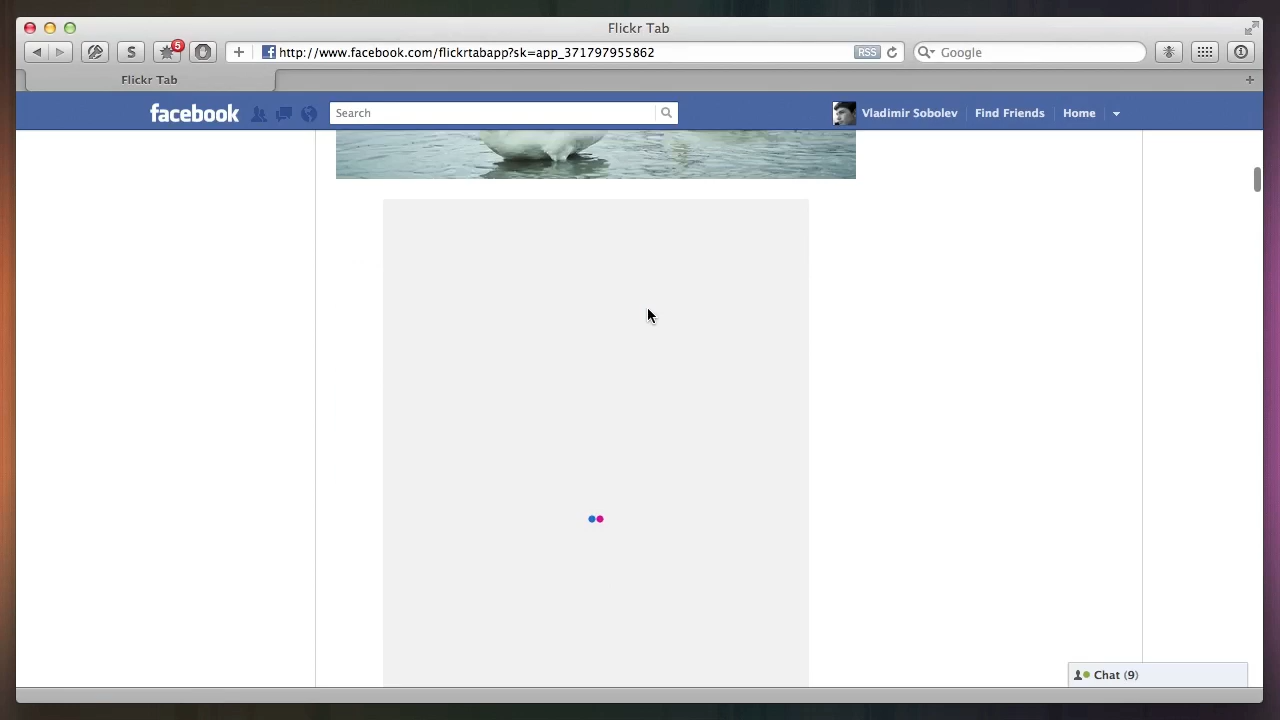 Flickr Tab
S
5
http://www.facebook.com/flickrtabapp?sk=app_371797955862
RSS
Google
Flickr Tab
facebook
Search
Vladimir Sobolev
Find Friends
Home
Chat (9)